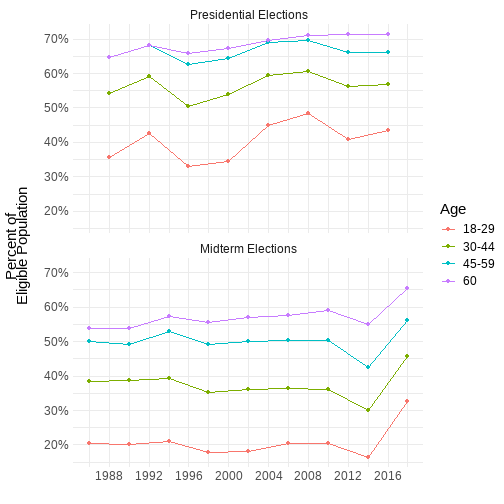 Presidential Elections
70%
60%
50%
40%
30%
20%
Percent of
Eligible Population
Midterm Elections
70%
60%
50%
40%
30%
20%
1988 1992 1996 2000 2004 2008 2012 2016
Age
18-29
30-44
45-59
60